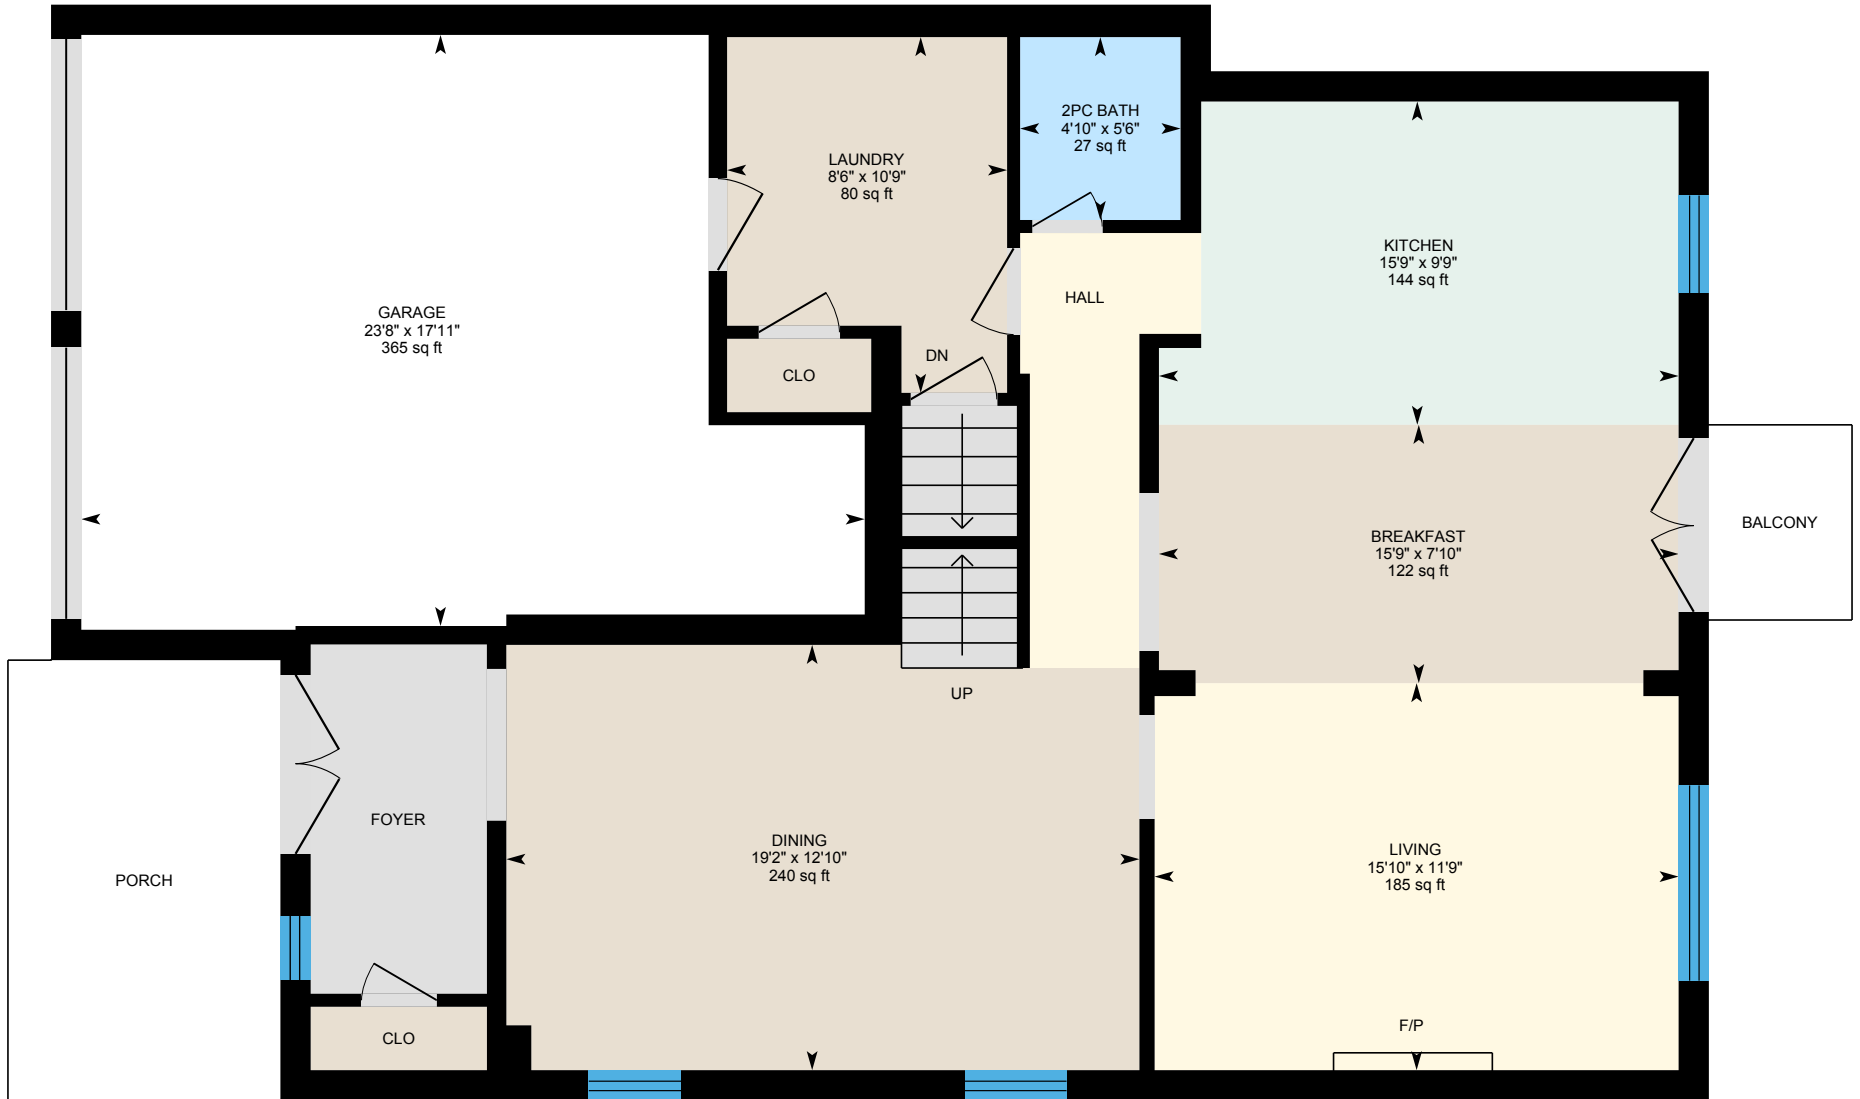 2PC BATH
4'10" x 5'6"
27 sq ft
LAUNDRY
8'6" x 10'9"
80 sq ft
KITCHEN
15'9" x 9'9"
144 sq ft
HALL
GARAGE
23'8" x 17'11"
365 sq ft
DN
CLO
BALCONY
BREAKFAST
15'9" x 7'10"
122 sq ft
UP
FOYER
DINING
19'2" x 12'10"
240 sq ft
LIVING
15'10" x 11'9"
185 sq ft
PORCH
F/P
CLO